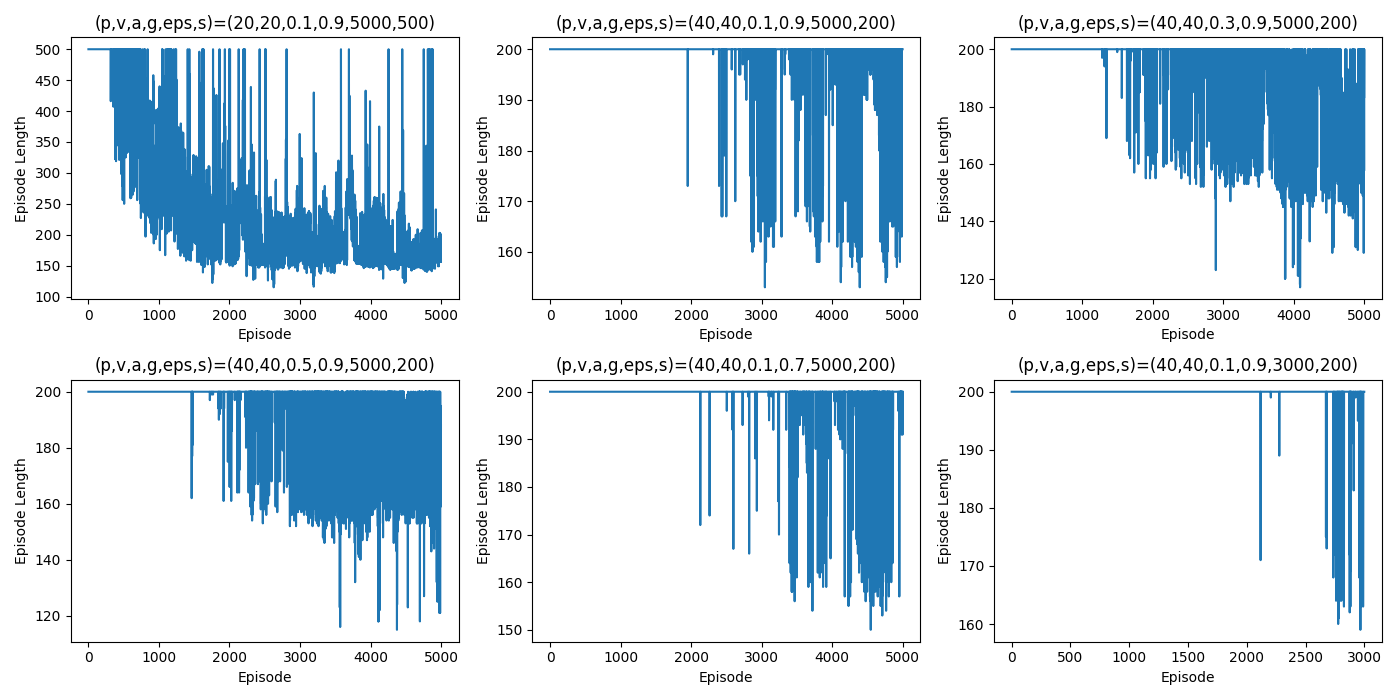 (p,v,a,g,eps,s)=(20,20,0.1,0.9,5000,500)
500
450
400
350
300
250
200
150
100
Episode Length
0 1000 2000 3000 4000 5000
Episode
(p,v,a,g,eps,s)=(40,40,0.1,0.9,5000,200)
200
190
180
170
160
Episode Length
0 1000 2000 3000 4000 5000
Episode
(p,v,a,g,eps,s)=(40,40,0.3,0.9,5000,200)
200
180
160
140
120
Episode Length
0 1000 2000 3000 4000 5000
Episode
(p,v,a,g,eps,s)=(40,40,0.5,0.9,5000,200)
200
180
160
140
120
Episode Length
0 1000 2000 3000 4000 5000
Episode
(p,v,a,g,eps,s)=(40,40,0.1,0.7,5000,200)
200
190
180
170
160
150
Episode Length
0 1000 2000 3000 4000 5000
Episode
(p,v,a,g,eps,s)=(40,40,0.1,0.9,3000,200)
200
190
180
170
160
Episode Length
0 500 1000 1500 2000 2500 3000
Episode